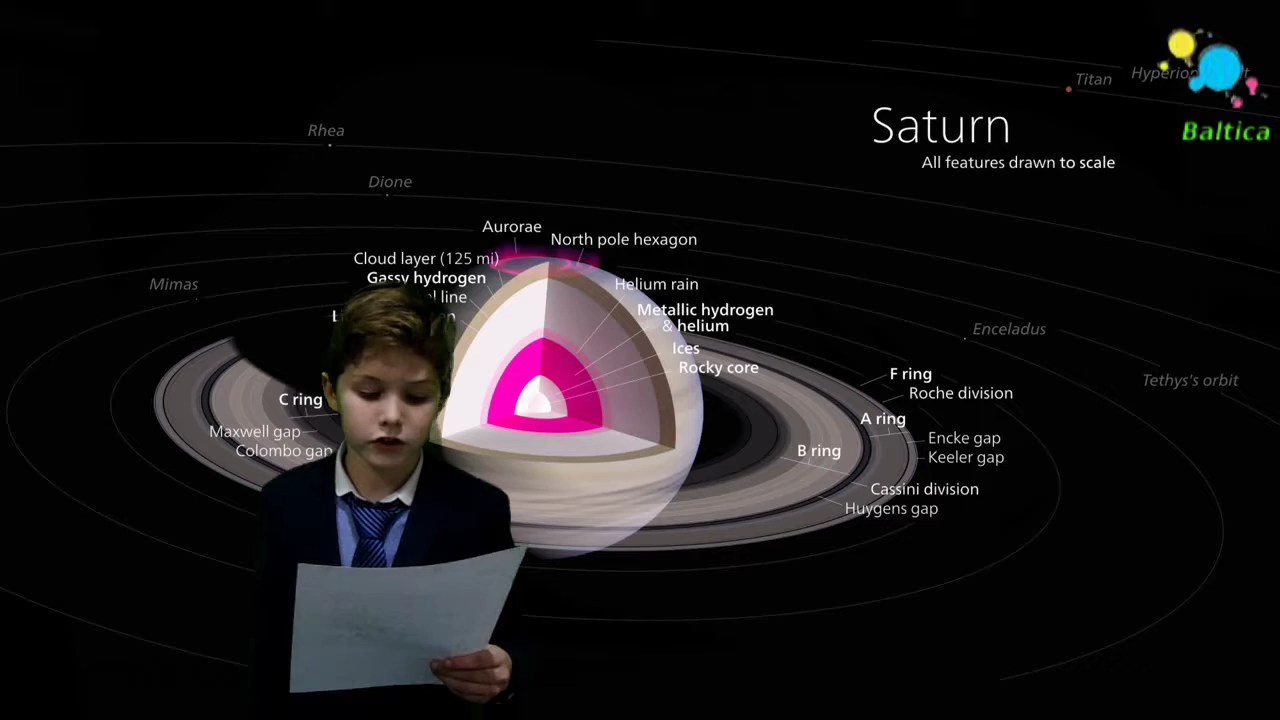 Titan
Baltica
Saturn
All features drawn to scale
Rhea
Dione
Aurorae
North pole hexagon
Cloud layer (125 mi)
Gassy hydrogen
line
Mimas
Helium rain
Metallic hydrogen
& helium
Ices
Rocky core
Enceladus
Tethys's orbit
F ring
Roche division
C ring
A ring
Maxwell gap
Colombo gap
B ring
Encke gap
Keeler gap
Cassini division
Huygens gap